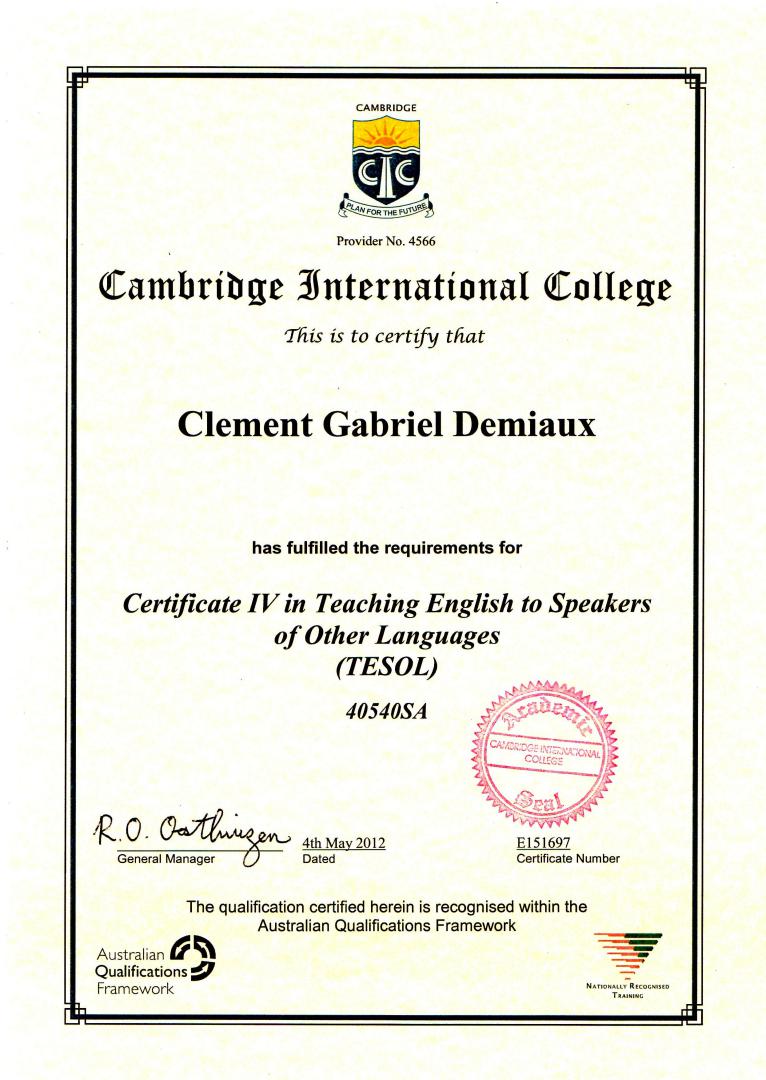 CAMBRIDGE
CIC
PLAN FOR THE FUTURE
Provider No. 4566
Cambridge International College
This is to certify that
Clement Gabriel Demiaux
has fulfilled the requirements for
Certificate IV in Teaching English to Speakers
of Other Languages
(TESOL)
40540SA
Academic
CAMBRIDGE INTERNATIONAL
COLLEGE
Seal
R.O. Oosthuizen
General Manager
4th May 2012
Dated
E151697
Certificate Number
The qualification certified herein is recognised within the
Australian Qualifications Framework
Australian
Qualifications
Framework
NATIONALLY RECOGNISED
TRAINING